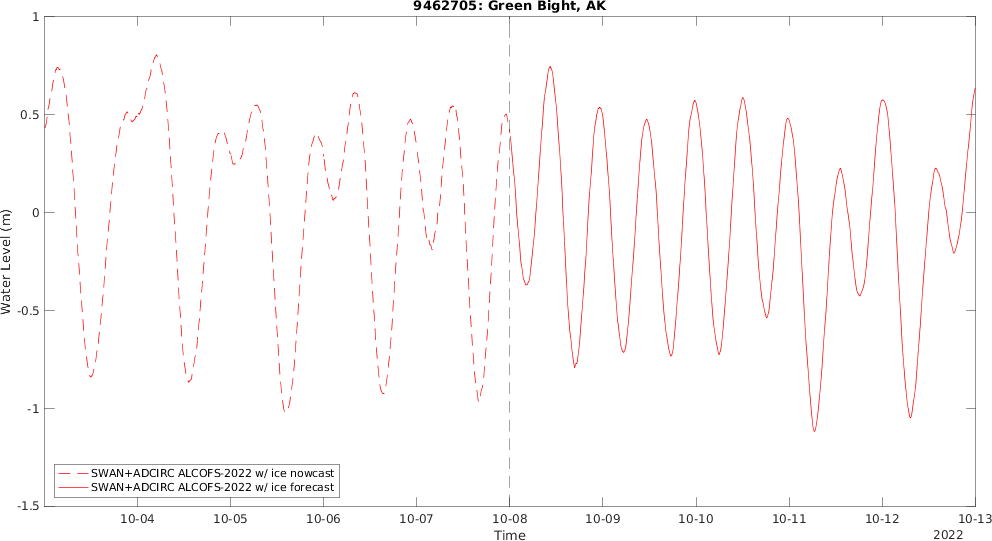 9462705: Green Bight, AK
1
0.5
0
-0.5
-1
-1.5
Water Level (m)
SWAN+ADCIRC ALCOFS-2022 w/ ice nowcast
SWAN+ADCIRC ALCOFS-2022 w/ ice forecast
10-04 10-05 10-06 10-07 10-08 10-09 10-10 10-11 10-12 10-13
Time
2022